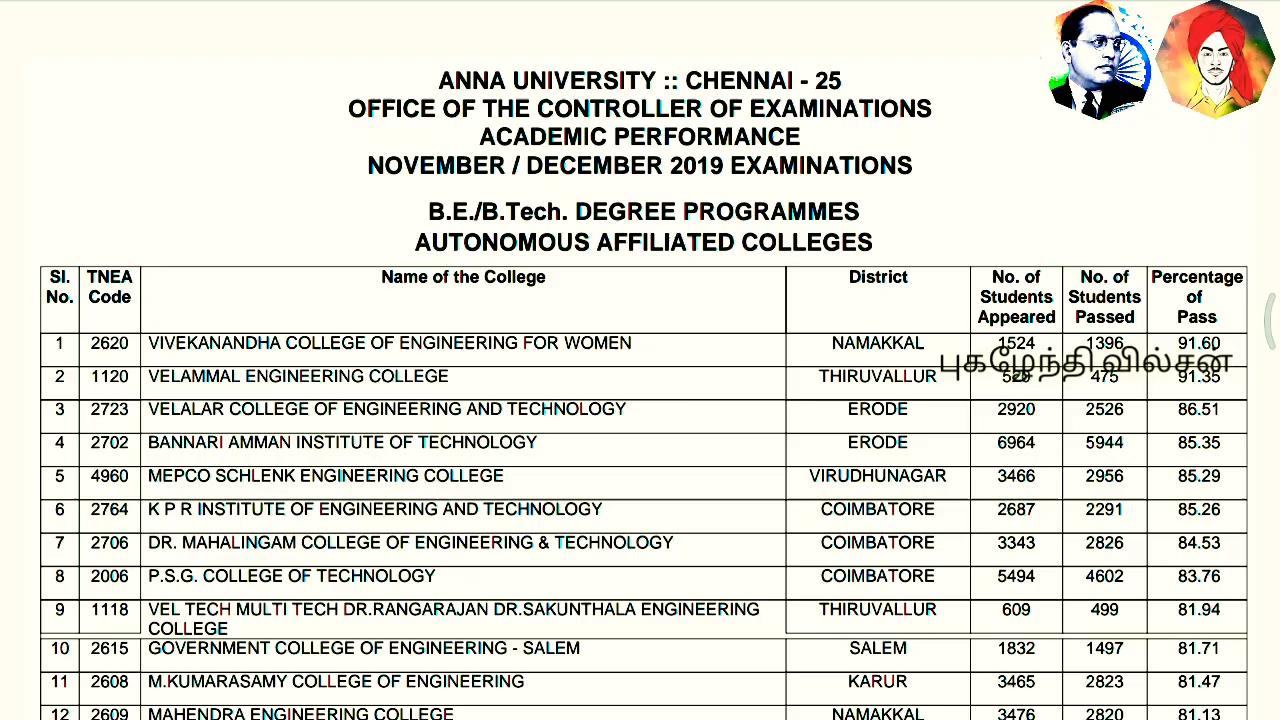 ANNA UNIVERSITY :: CHENNAI - 25
OFFICE OF THE CONTROLLER OF EXAMINATIONS
ACADEMIC PERFORMANCE
NOVEMBER / DECEMBER 2019 EXAMINATIONS
B.E./B.Tech. DEGREE PROGRAMMES
AUTONOMOUS AFFILIATED COLLEGES
Sl. No. TNEA Code Name of the College District No. of Students Appeared No. of Students Passed Percentage of Pass
1 2620 VIVEKANANDHA COLLEGE OF ENGINEERING FOR WOMEN NAMAKKAL 1524 1396 91.60
புகழேந்தி வில்சன்
2 1120 VELAMMAL ENGINEERING COLLEGE THIRUVALLUR 475 91.35
3 2723 VELALAR COLLEGE OF ENGINEERING AND TECHNOLOGY ERODE 2920 2526 86.51
4 2702 BANNARI AMMAN INSTITUTE OF TECHNOLOGY ERODE 6964 5944 85.35
5 4960 MEPCO SCHLENK ENGINEERING COLLEGE VIRUDHUNAGAR 3466 2956 85.29
6 2764 K P R INSTITUTE OF ENGINEERING AND TECHNOLOGY COIMBATORE 2687 2291 85.26
7 2706 DR. MAHALINGAM COLLEGE OF ENGINEERING & TECHNOLOGY COIMBATORE 3343 2826 84.53
8 2006 P.S.G. COLLEGE OF TECHNOLOGY COIMBATORE 5494 4602 83.76
9 1118 VEL TECH MULTI TECH DR.RANGARAJAN DR.SAKUNTHALA ENGINEERING COLLEGE THIRUVALLUR 609 499 81.94
10 2615 GOVERNMENT COLLEGE OF ENGINEERING - SALEM SALEM 1832 1497 81.71
11 2608 M.KUMARASAMY COLLEGE OF ENGINEERING KARUR 3465 2823 81.47
12 2609 MAHENDRA ENGINEERING COLLEGE NAMAKKAL 3476 2820 81.13